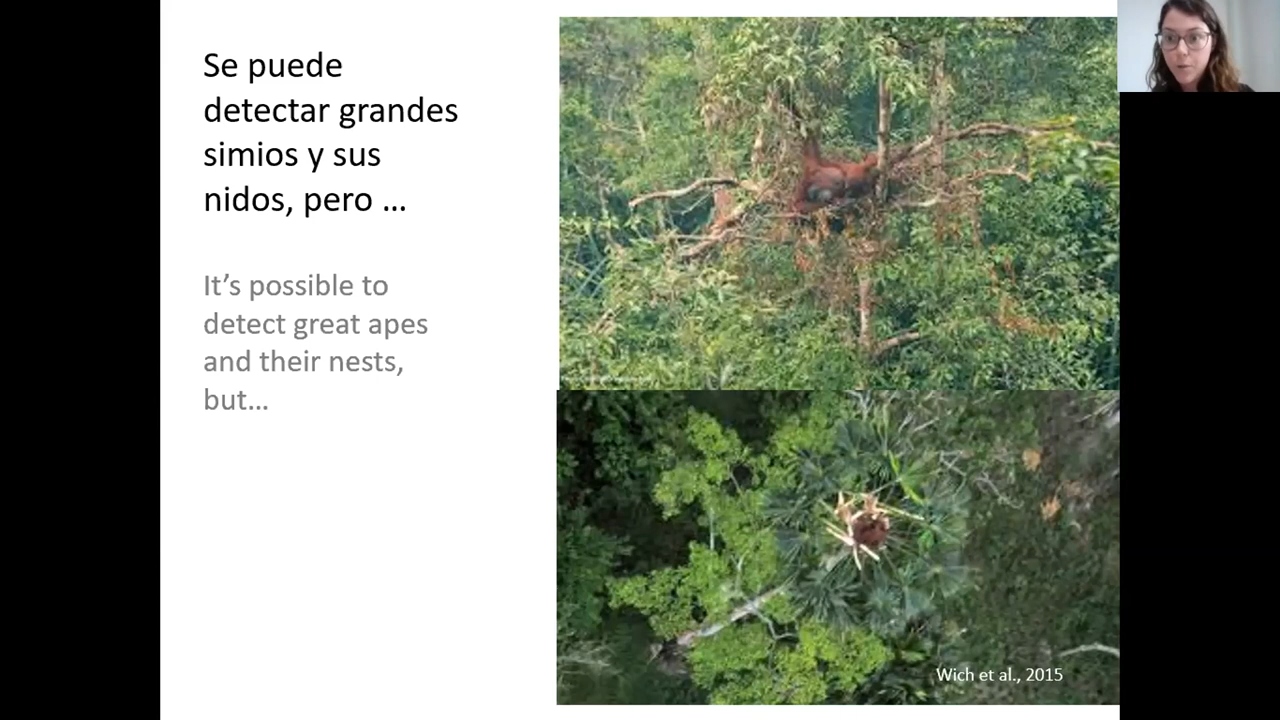 Se puede
detectar grandes
simios y sus
nidos, pero …
It’s possible to
detect great apes
and their nests,
but…
Wich et al., 2015